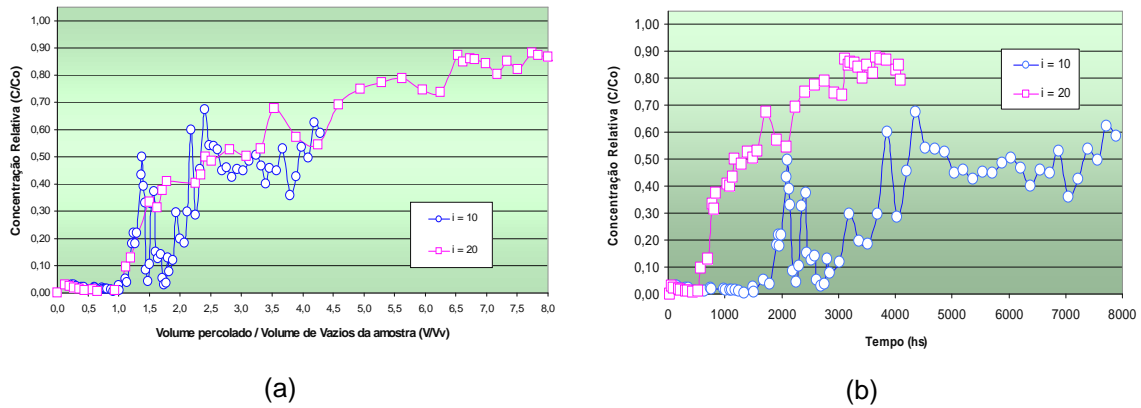 Concentração Relativa (C/Co)
1,00
0,90
0,80
0,70
0,60
0,50
0,40
0,30
0,20
0,10
0,00
0,0 0,5 1,0 1,5 2,0 2,5 3,0 3,5 4,0 4,5 5,0 5,5 6,0 6,5 7,0 7,5 8,0
Volume percolado / Volume de Vazios da amostra (V/Vv)
i = 10
i = 20
(a)
Concentração Relativa (C/Co)
1,00
0,90
0,80
0,70
0,60
0,50
0,40
0,30
0,20
0,10
0,00
0 1000 2000 3000 4000 5000 6000 7000 8000
Tempo (hs)
i = 10
i = 20
(b)